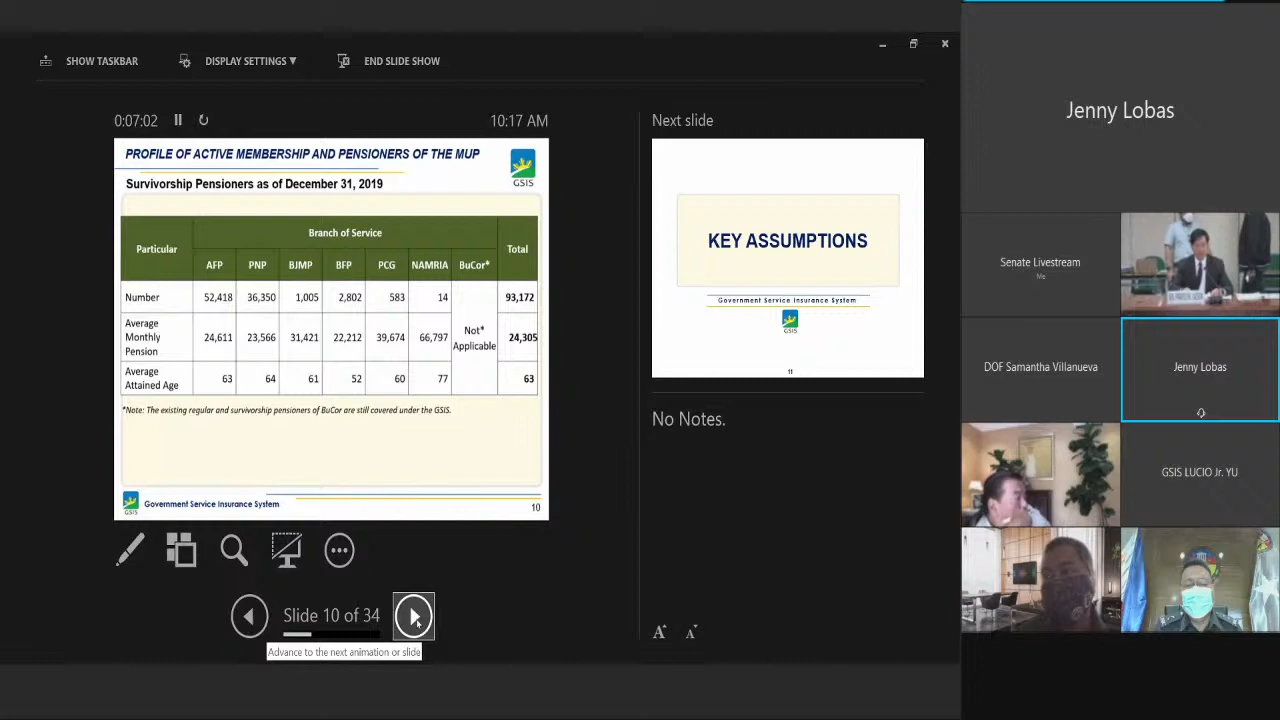 SHOW TASKBAR DISPLAY SETTINGS ▼ END SLIDE SHOW
0:07:02 10:17 AM
PROFILE OF ACTIVE MEMBERSHIP AND PENSIONERS OF THE MUP
GSIS
Survivorship Pensioners as of December 31, 2019
Particular Branch of Service Total
AFP PNP BJMP BFP PCG NAMRIA BuCor*
Number 52,418 36,350 1,005 2,802 583 14 93,172
Average Monthly Pension 24,611 23,566 31,421 22,212 39,674 66,797 24,305
Not* Applicable
Average Attained Age 63 64 61 52 60 77 63
*Note: The existing regular and survivorship pensioners of BuCor are still covered under the GSIS.
GSIS Government Service Insurance System 10
Slide 10 of 34
Advance to the next animation or slide
Next slide
KEY ASSUMPTIONS
Government Service Insurance System
GSIS
11
No Notes.
A A
Jenny Lobas
Senate Livestream
Me
DOF Samantha Villanueva
Jenny Lobas
GSIS LUCIO Jr. YU